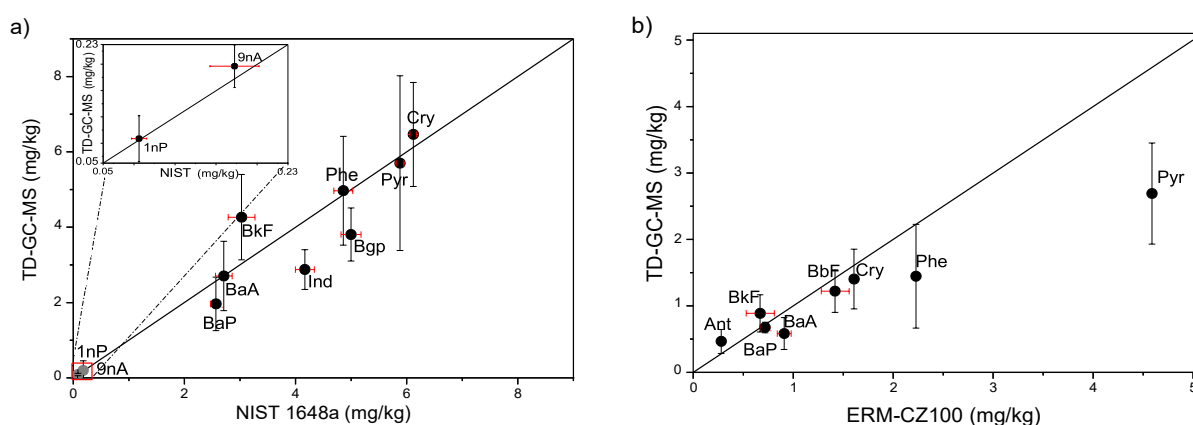 a)
TD-GC-MS (mg/kg)
8
6
4
2
0
0
2
4
6
8
NIST 1648a (mg/kg)
0.23
TD-GC-MS (mg/kg)
0.05
0.05
NIST (mg/kg)
0.23
9nA
1nP
Cry
Phe
Pyr
BkF
Bgp
Ind
BaA
BaP
1nP
9nA
b)
TD-GC-MS (mg/kg)
5
4
3
2
1
0
0
1
2
3
4
5
ERM-CZ100 (mg/kg)
Pyr
Phe
BbF
Cry
BkF
Ant
BaP
BaA